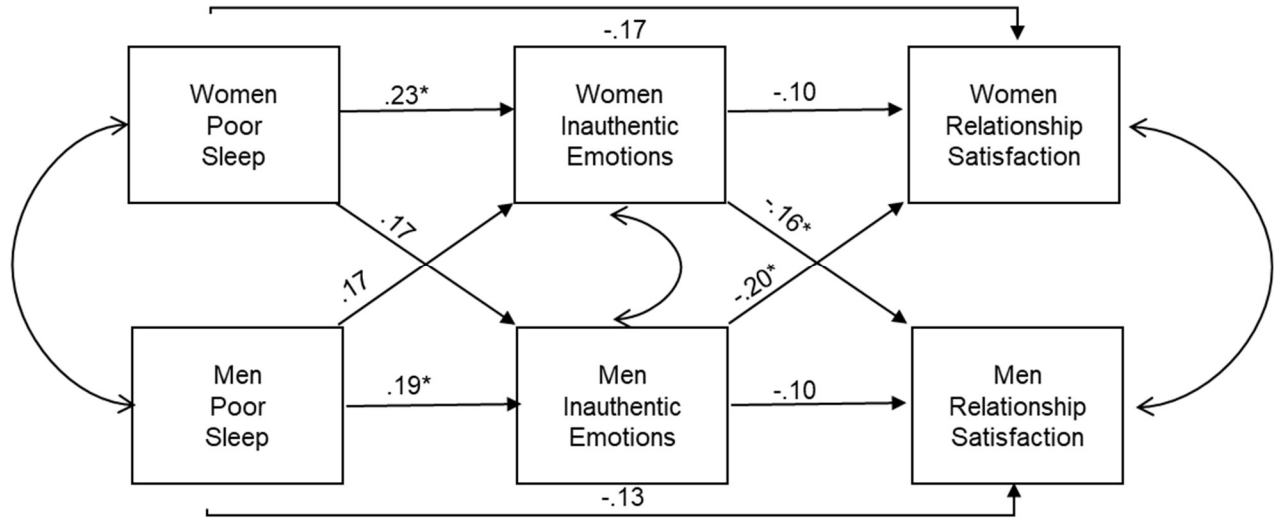 -.17
Women
Poor
Sleep
.23*
Women
Inauthentic
Emotions
-.10
Women
Relationship
Satisfaction
.17
.17
-.16*
-.20*
Men
Poor
Sleep
.19*
Men
Inauthentic
Emotions
-.10
Men
Relationship
Satisfaction
-.13